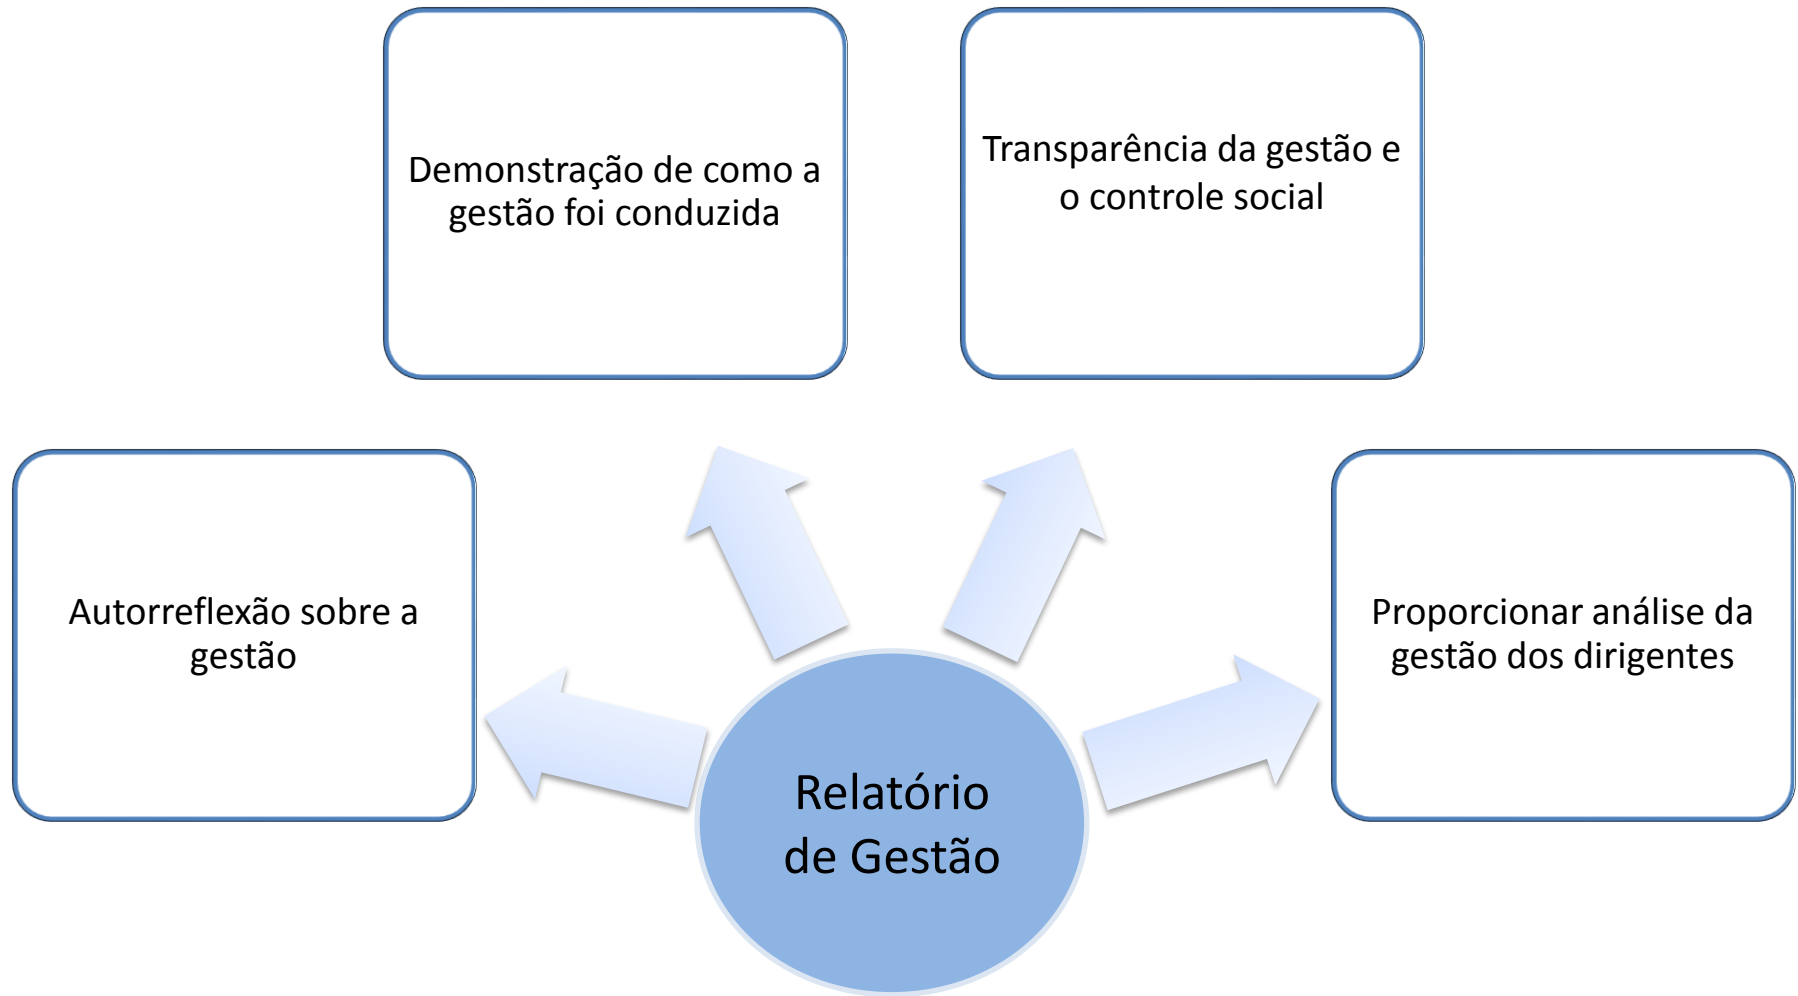 Demonstração de como a
gestão foi conduzida
Transparência da gestão e
o controle social
Autorreflexão sobre a
gestão
Proporcionar análise da
gestão dos dirigentes
Relatório
de Gestão